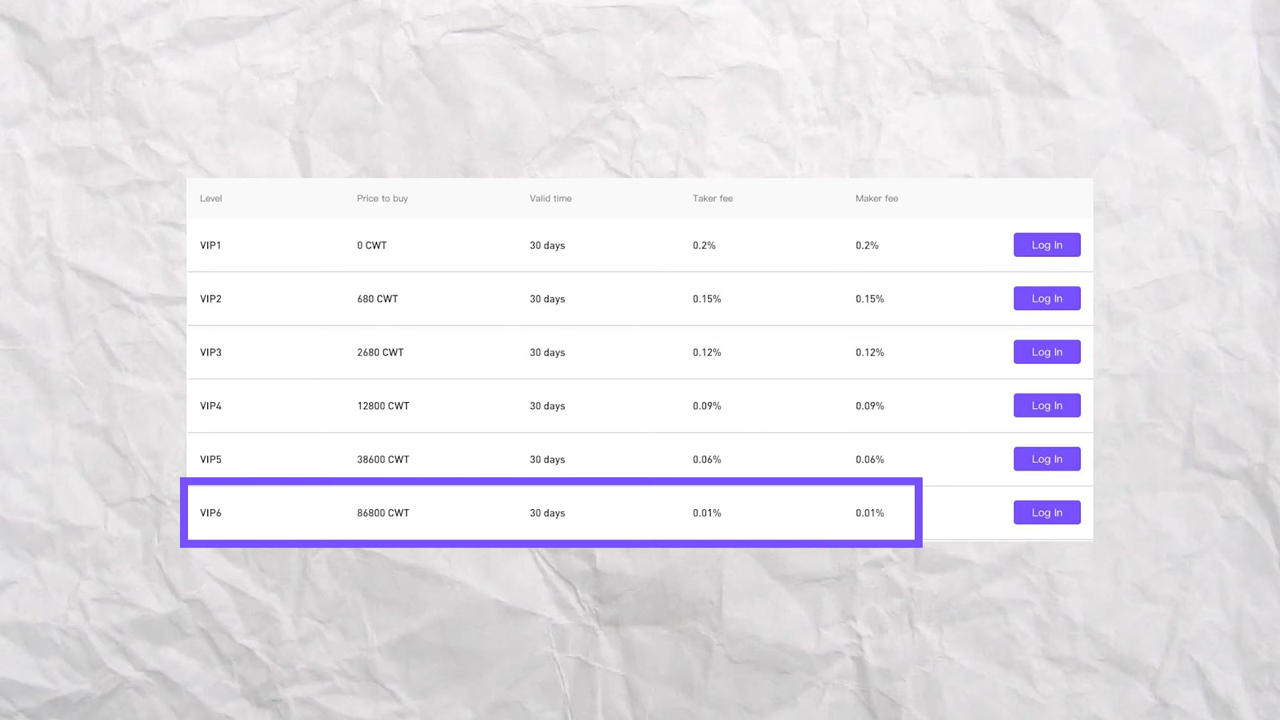 Level Price to buy Valid time Taker fee Maker fee
VIP1 0 CWT 30 days 0.2% 0.2% Log In
VIP2 680 CWT 30 days 0.15% 0.15% Log In
VIP3 2680 CWT 30 days 0.12% 0.12% Log In
VIP4 12800 CWT 30 days 0.09% 0.09% Log In
VIP5 38600 CWT 30 days 0.06% 0.06% Log In
VIP6 86800 CWT 30 days 0.01% 0.01% Log In